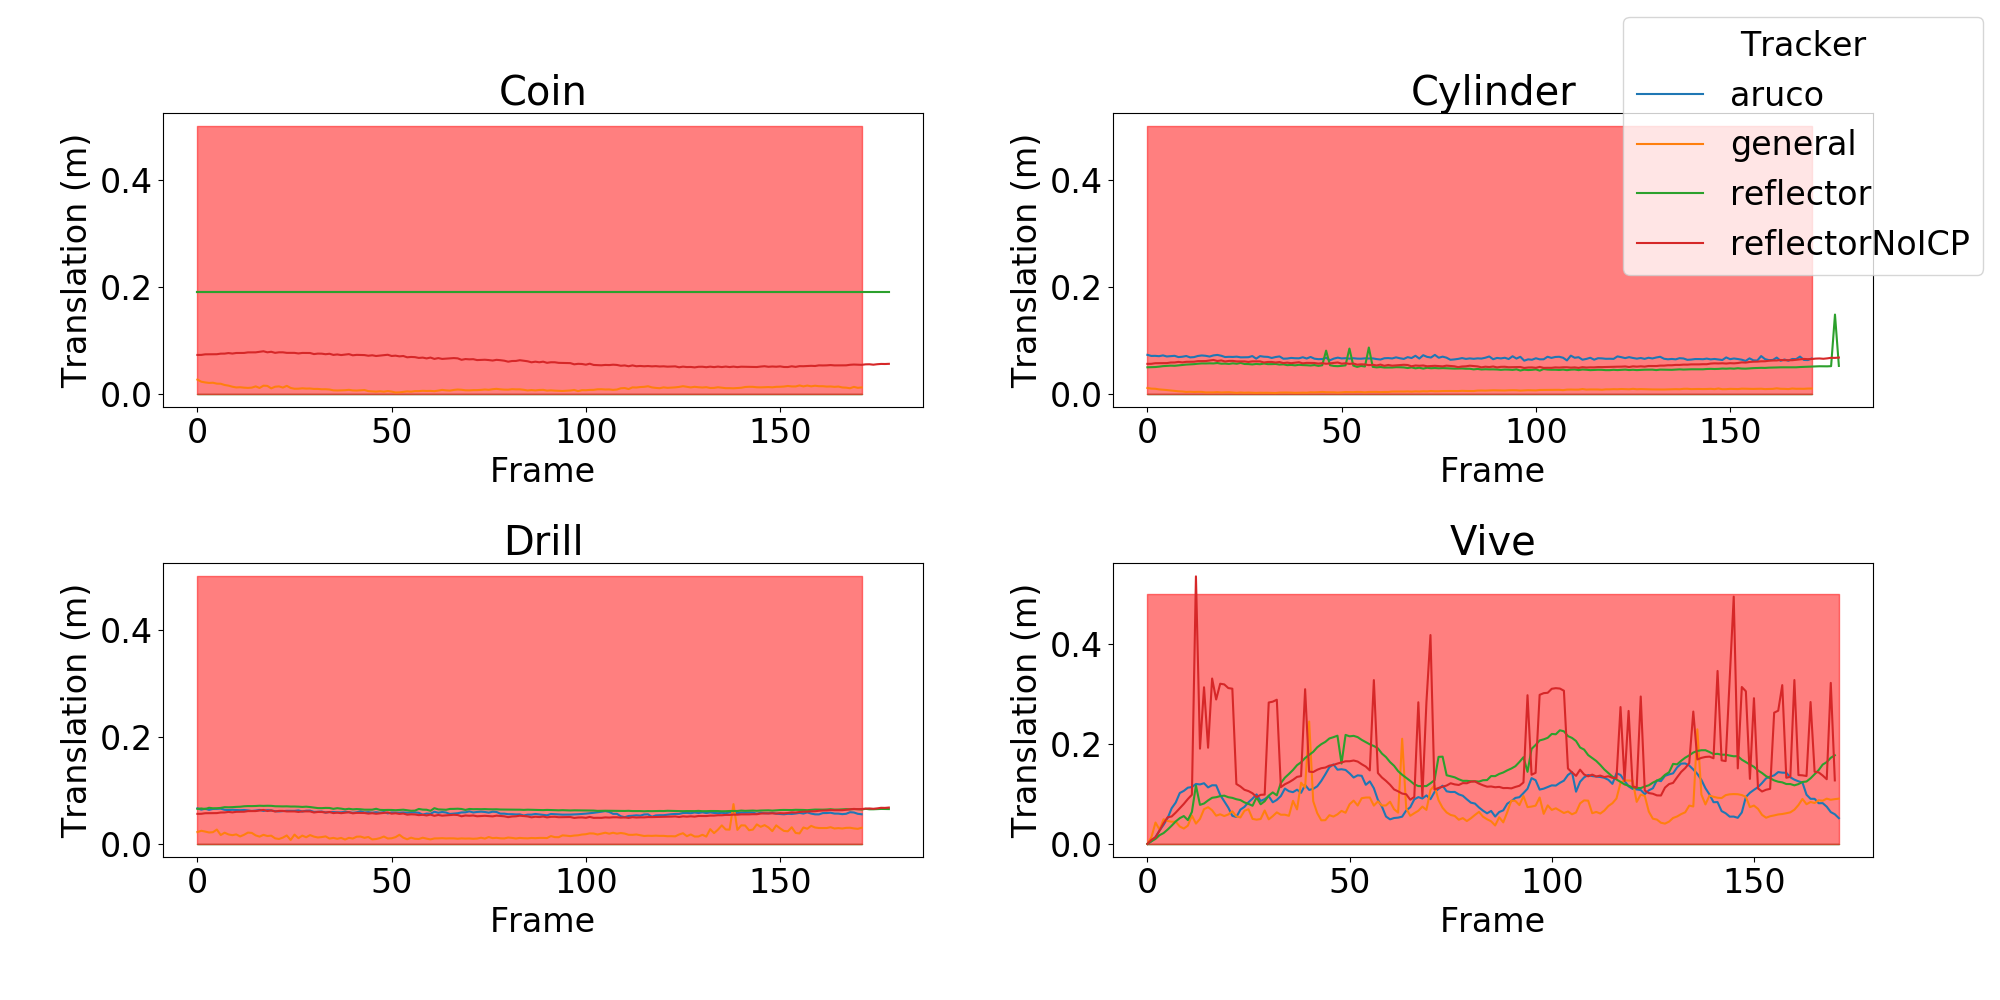 Coin
Translation (m)
0.4
0.2
0.0
0 50 100 150
Frame
Cylinder
Translation (m)
0.4
0.2
0.0
0 50 100 150
Frame
Tracker
aruco
general
reflector
reflectorNoICP
Drill
Translation (m)
0.4
0.2
0.0
0 50 100 150
Frame
Vive
Translation (m)
0.4
0.2
0.0
0 50 100 150
Frame